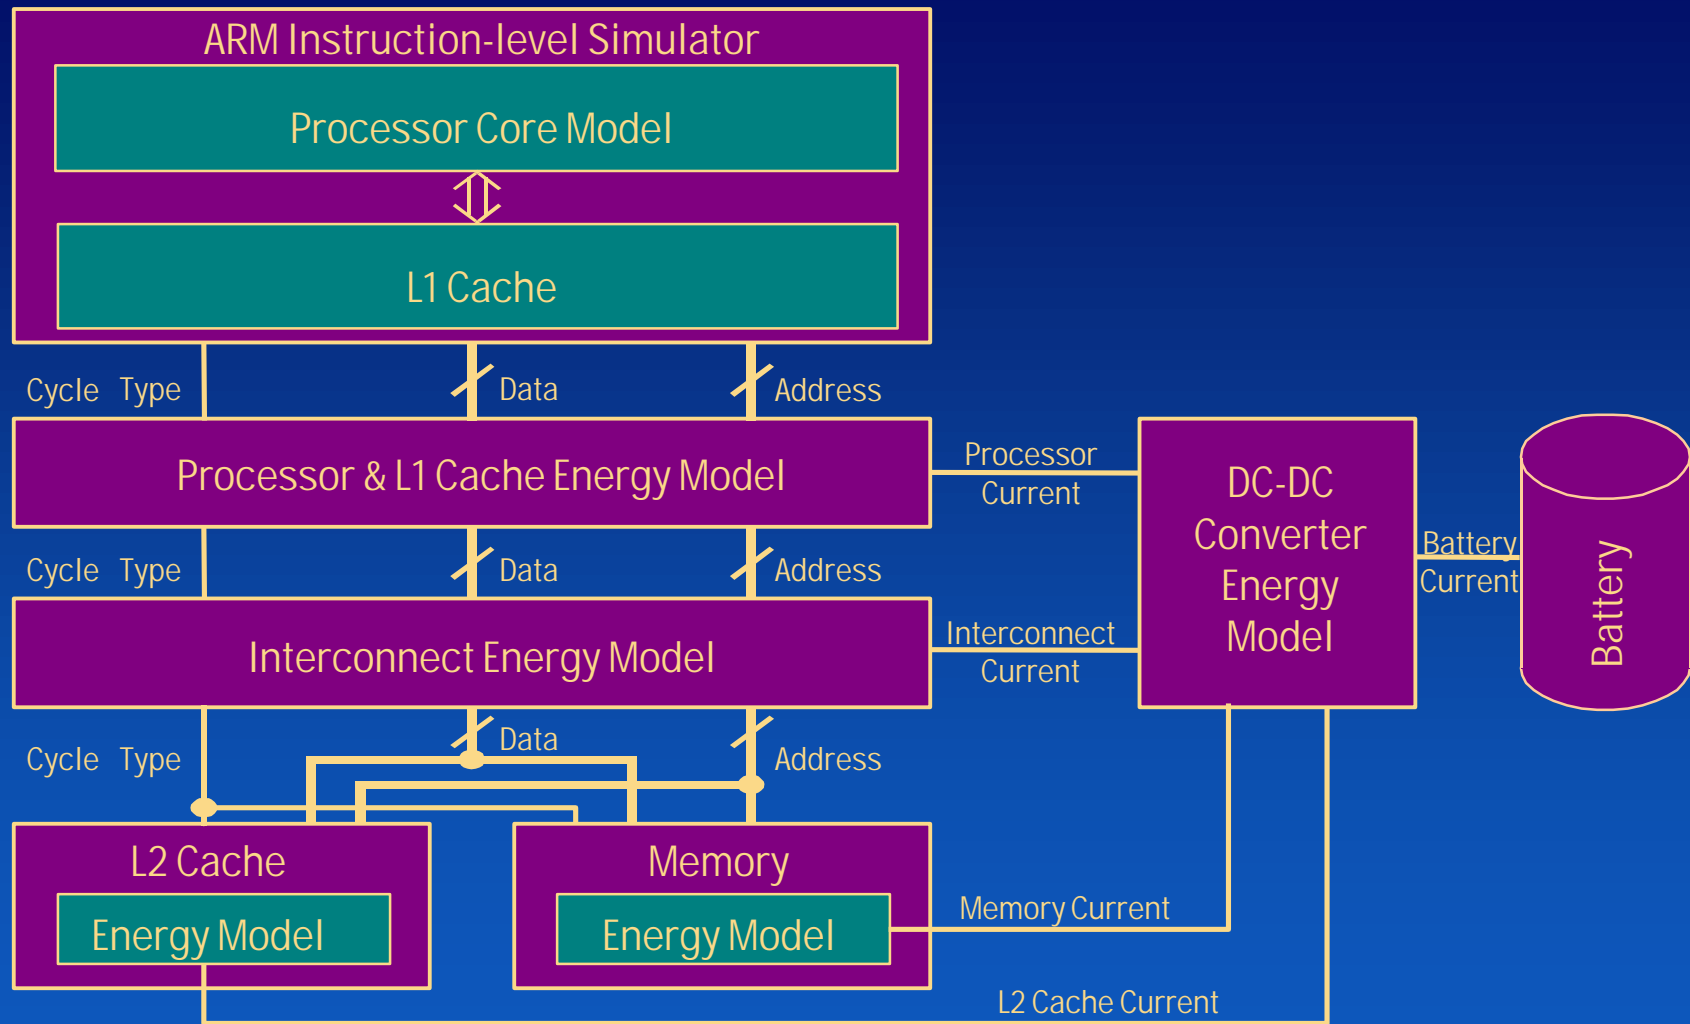 ARM Instruction-level Simulator
Processor Core Model
L1 Cache
Cycle Type
Data
Address
Processor & L1 Cache Energy Model
Processor
Current
DC-DC
Converter
Energy
Model
Battery
Current
Battery
Cycle Type
Data
Address
Interconnect Energy Model
Interconnect
Current
Cycle Type
Data
Address
L2 Cache
Energy Model
Memory
Energy Model
Memory Current
L2 Cache Current